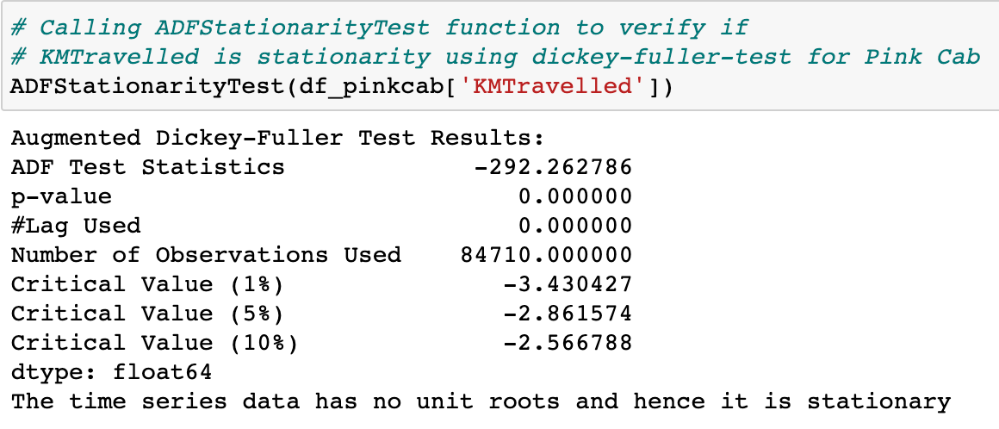 # Calling ADFStationarityTest function to verify if
# KMTravelled is stationarity using dickey-fuller-test for Pink Cab
ADFStationarityTest(df_pinkcab['KMTravelled'])
Augmented Dickey-Fuller Test Results:
ADF Test Statistics -292.262786
p-value 0.000000
#Lag Used 0.000000
Number of Observations Used 84710.000000
Critical Value (1%) -3.430427
Critical Value (5%) -2.861574
Critical Value (10%) -2.566788
dtype: float64
The time series data has no unit roots and hence it is stationary